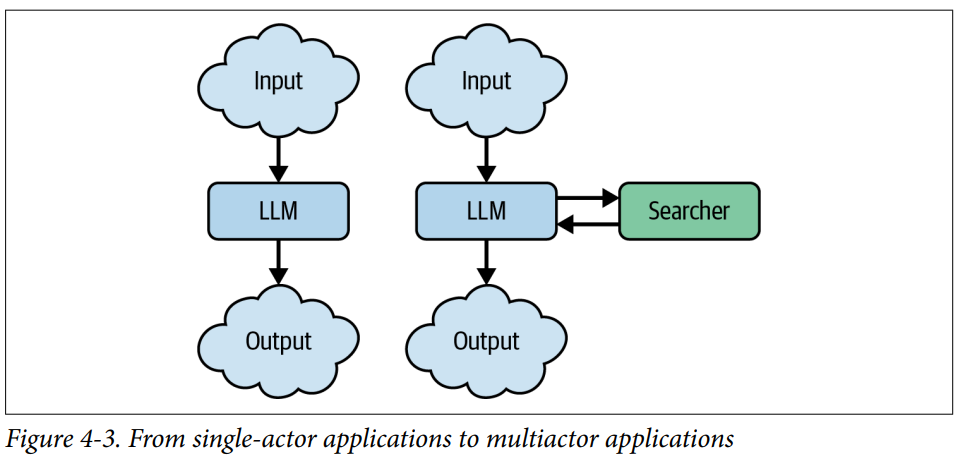 Input
Input
LLM
LLM
Searcher
Output
Output
Figure 4-3. From single-actor applications to multiactor applications